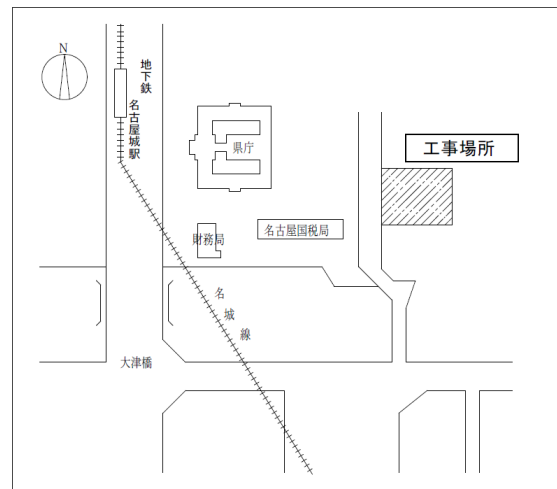 N
地下鉄
名古屋城駅
県庁
工事場所
名古屋国税局
財務局
名城線
大津橋